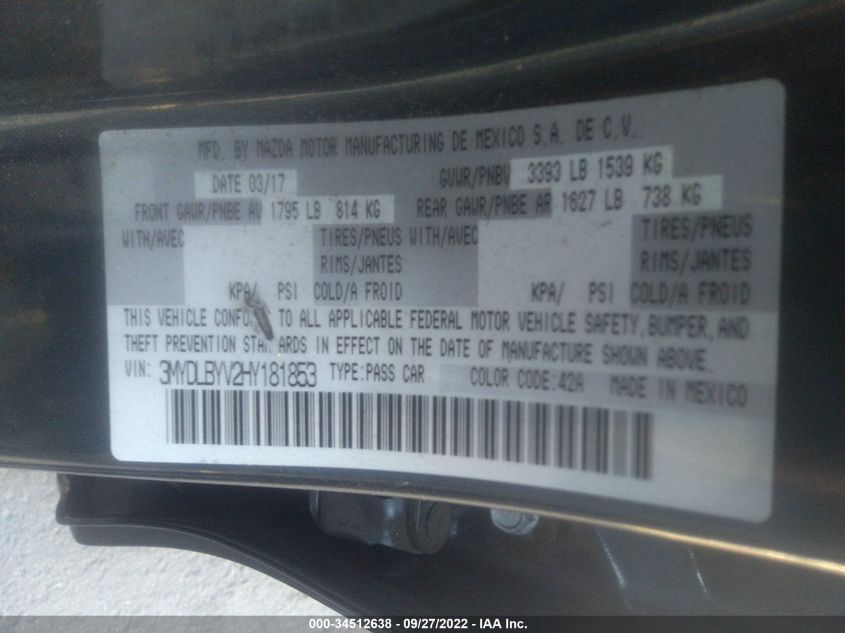 MFD. BY MAZDA MOTOR MANUFACTURING DE MEXICO S.A. DE C.V.
DATE 03/17 GVWR/PNBV 3393 LB 1539 KG
FRONT GAWR/PNBE AV 1795 LB 814 KG REAR GAWR/PNBE AR 1627 LB 738 KG
WITH/AVEC TIRES/PNEUS WITH/AVEC TIRES/PNEUS
RIMS/JANTES RIMS/JANTES
KPA/ PSI COLD/A FROID KPA/ PSI COLD/A FROID
THIS VEHICLE TO ALL APPLICABLE FEDERAL MOTOR VEHICLE SAFETY, BUMPER, AND
THEFT PREVENTION STANDARDS IN EFFECT ON THE DATE OF MANUFACTURE SHOWN ABOVE.
VIN: 3MYDLBYV2HY181853 TYPE:PASS CAR COLOR CODE:42A MADE IN MEXICO
000-34512638 - 09/27/2022 - IAA Inc.